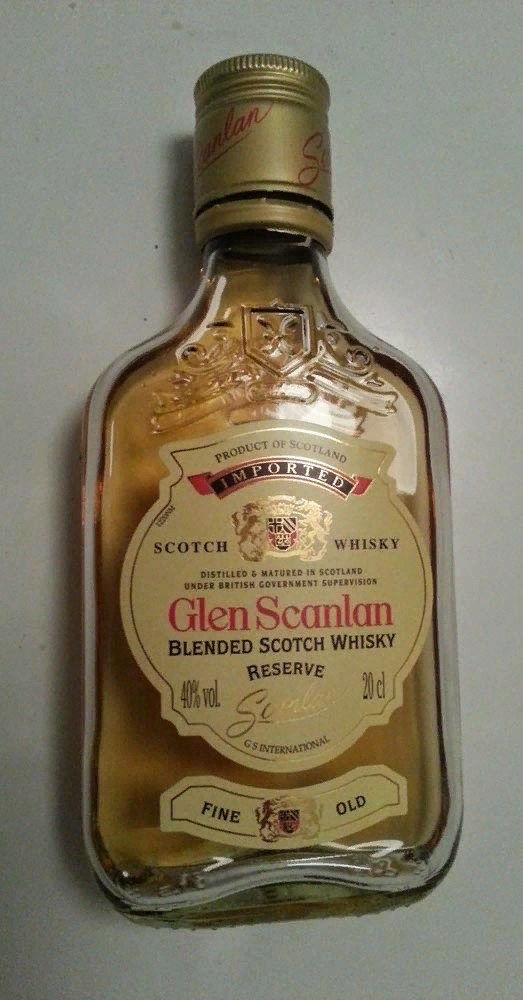 Scanlan
PRODUCT OF SCOTLAND
IMPORTED
SCOTCH WHISKY
DISTILLED & MATURED IN SCOTLAND
UNDER BRITISH GOVERNMENT SUPERVISION
Glen Scanlan
BLENDED SCOTCH WHISKY
RESERVE
40% vol. 20 cl
Scanlan
G S INTERNATIONAL
FINE OLD